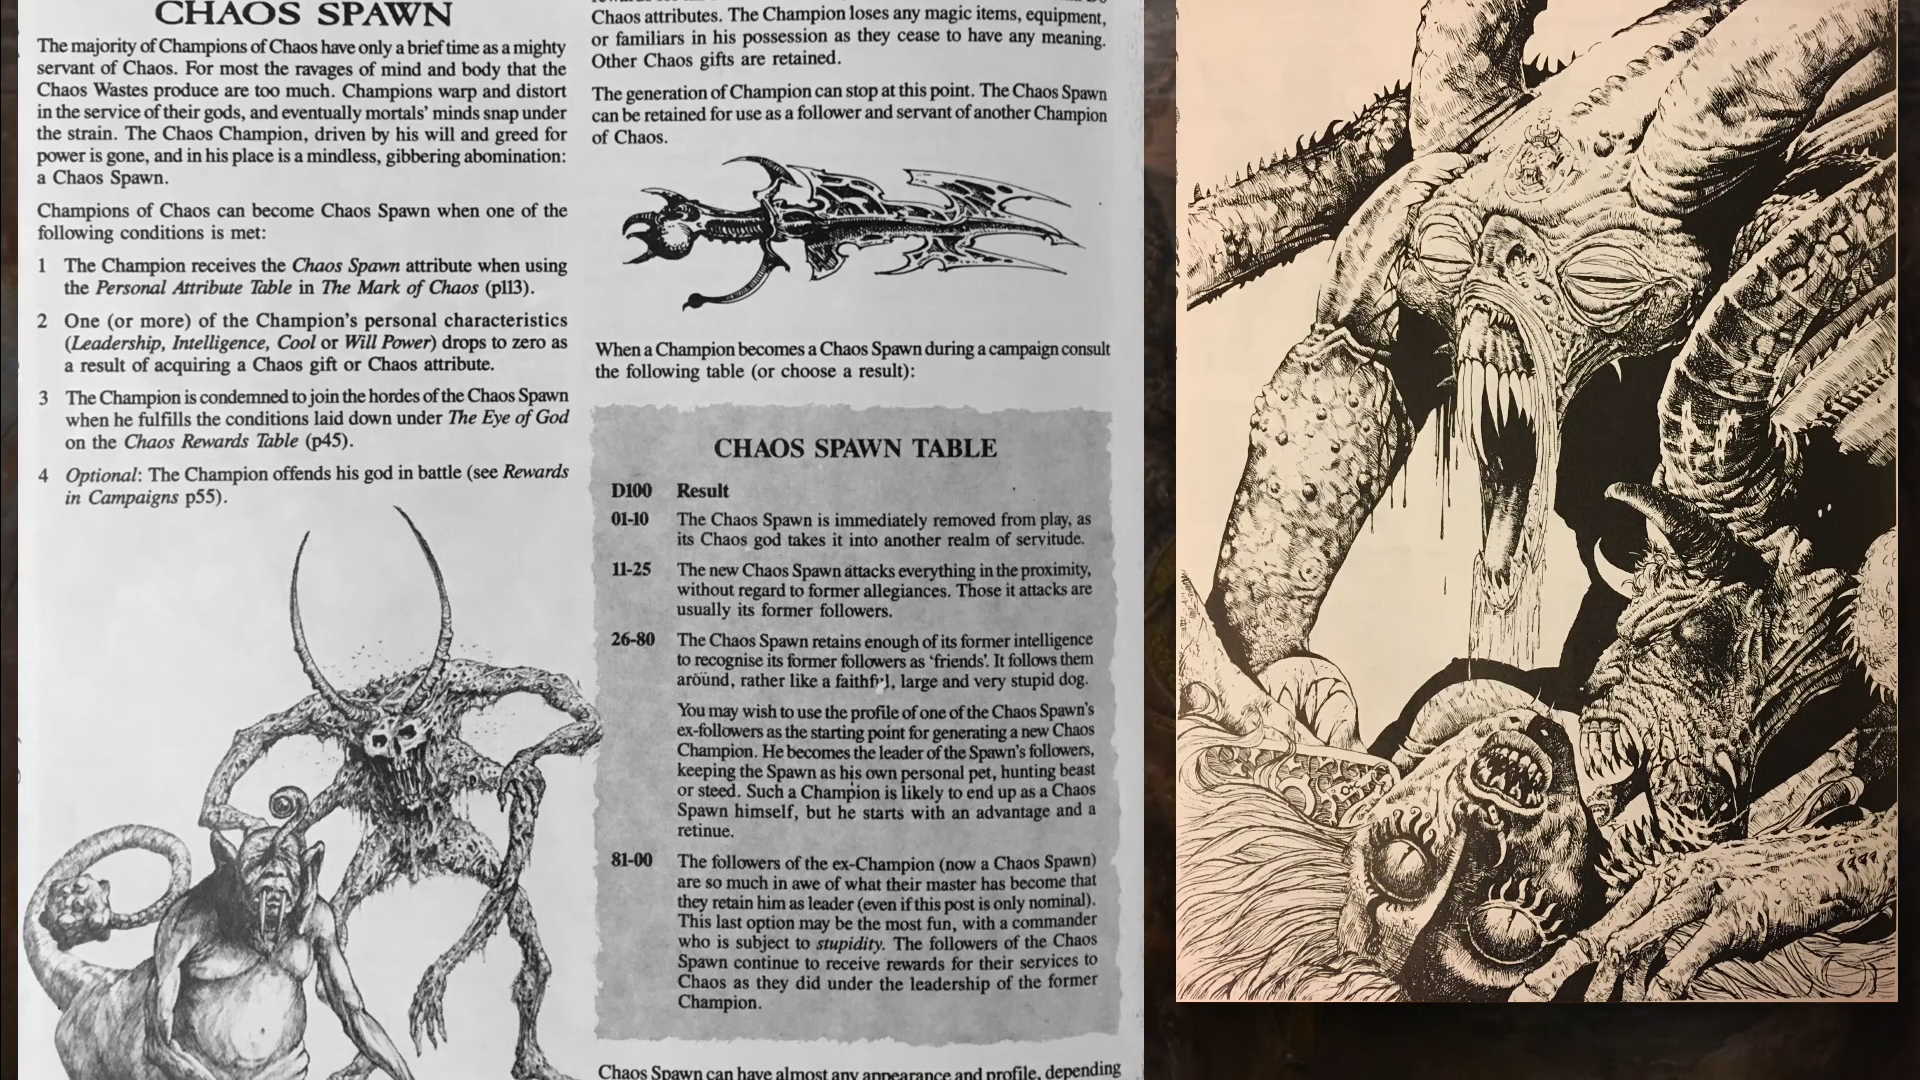 CHAOS SPAWN
The majority of Champions of Chaos have only a brief time as a mighty
servant of Chaos. For most the ravages of mind and body that the
Chaos Wastes produce are too much. Champions warp and distort
in the service of their gods, and eventually mortals' minds snap under
the strain. The Chaos Champion, driven by his will and greed for
power is gone, and in his place is a mindless, gibbering abomination:
a Chaos Spawn.
Champions of Chaos can become Chaos Spawn when one of the
following conditions is met:
1 The Champion receives the Chaos Spawn attribute when using
the Personal Attribute Table in The Mark of Chaos (p113).
2 One (or more) of the Champion's personal characteristics
(Leadership, Intelligence, Cool or Will Power) drops to zero as
a result of acquiring a Chaos gift or Chaos attribute.
3 The Champion is condemned to join the hordes of the Chaos Spawn
when he fulfills the conditions laid down under The Eye of God
on the Chaos Rewards Table (p45).
4 Optional: The Champion offends his god in battle (see Rewards
in Campaigns p55).
Chaos attributes. The Champion loses any magic items, equipment,
or familiars in his possession as they cease to have any meaning.
Other Chaos gifts are retained.
The generation of Champion can stop at this point. The Chaos Spawn
can be retained for use as a follower and servant of another Champion
of Chaos.
When a Champion becomes a Chaos Spawn during a campaign consult
the following table (or choose a result):
CHAOS SPAWN TABLE
D100 Result
01-10 The Chaos Spawn is immediately removed from play, as
its Chaos god takes it into another realm of servitude.
11-25 The new Chaos Spawn attacks everything in the proximity,
without regard to former allegiances. Those it attacks are
usually its former followers.
26-80 The Chaos Spawn retains enough of its former intelligence
to recognise its former followers as 'friends'. It follows them
around, rather like a faithful, large and very stupid dog.
You may wish to use the profile of one of the Chaos Spawn's
ex-followers as the starting point for generating a new Chaos
Champion. He becomes the leader of the Spawn's followers,
keeping the Spawn as his own personal pet, hunting beast
or steed. Such a Champion is likely to end up as a Chaos
Spawn himself, but he starts with an advantage and a
retinue.
81-00 The followers of the ex-Champion (now a Chaos Spawn)
are so much in awe of what their master has become that
they retain him as leader (even if this post is only nominal).
This last option may be the most fun, with a commander
who is subject to stupidity. The followers of the Chaos
Spawn continue to receive rewards for their services to
Chaos as they did under the leadership of the former
Champion.
Chaos Spawn can have almost any appearance and profile, depending